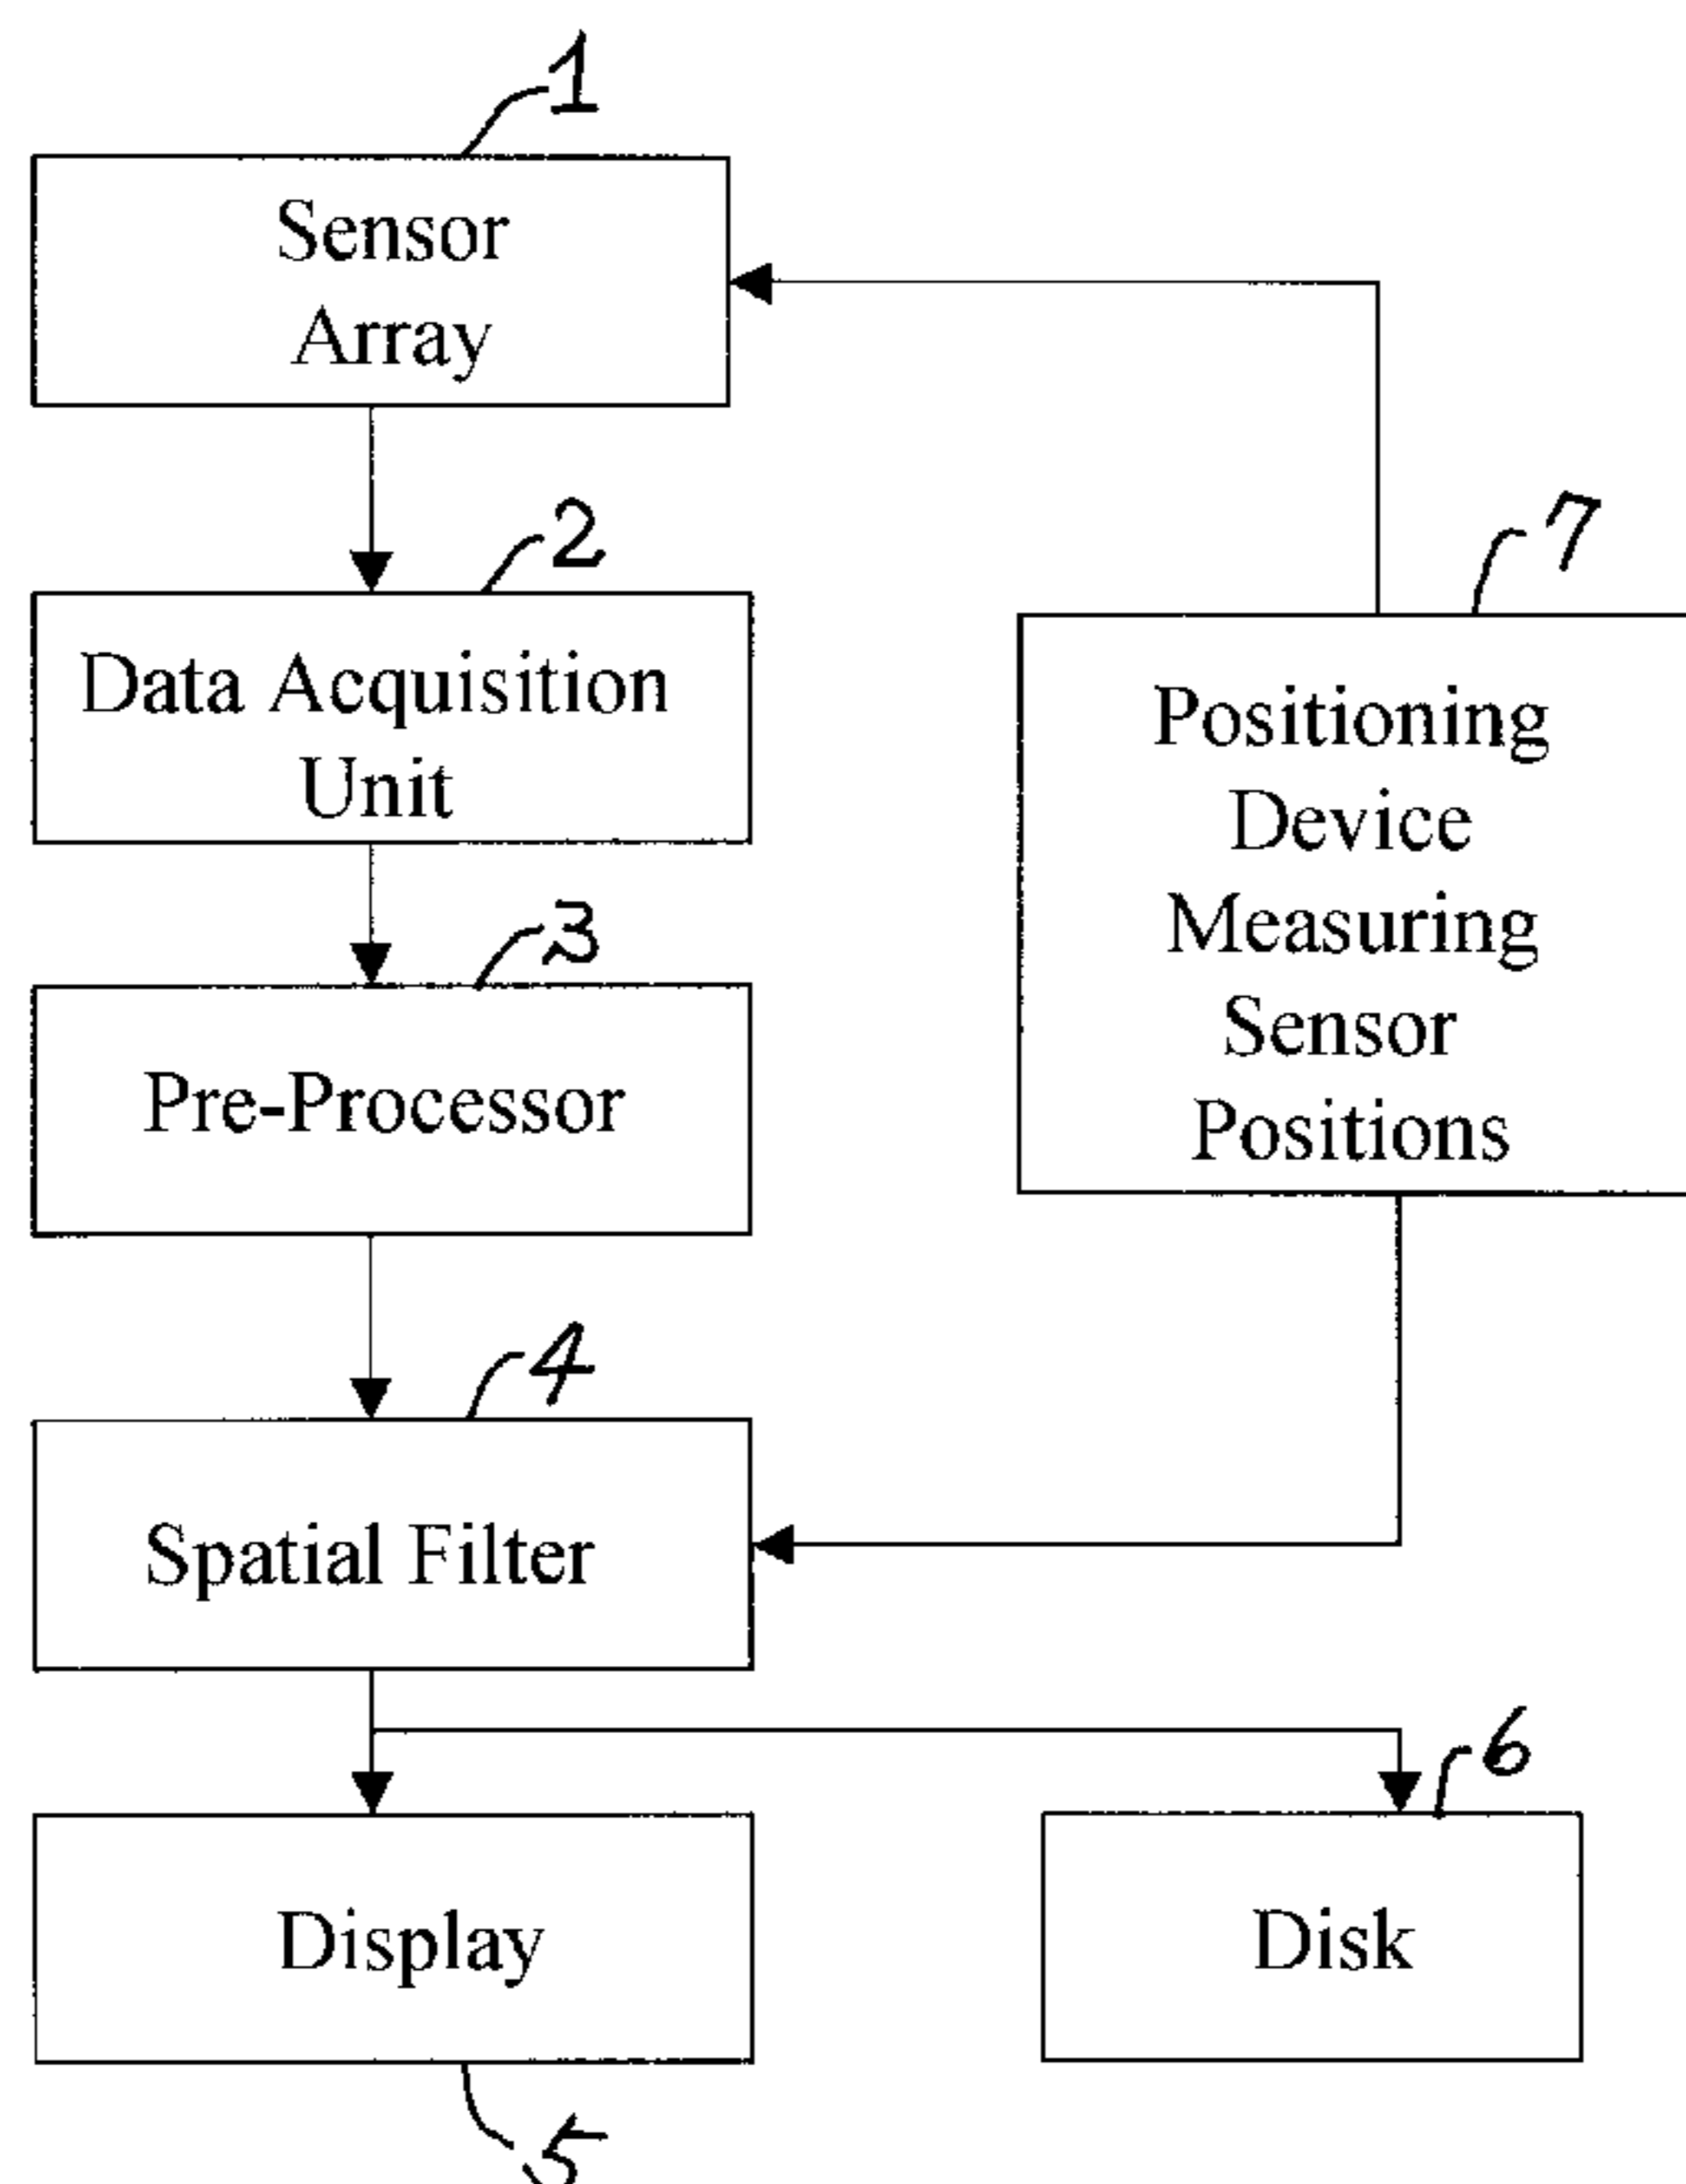 1
Sensor
Array
2
Data Acquisition
Unit
7
Positioning
Device
Measuring
Sensor
Positions
3
Pre-Processor
4
Spatial Filter
6
Display
Disk
5